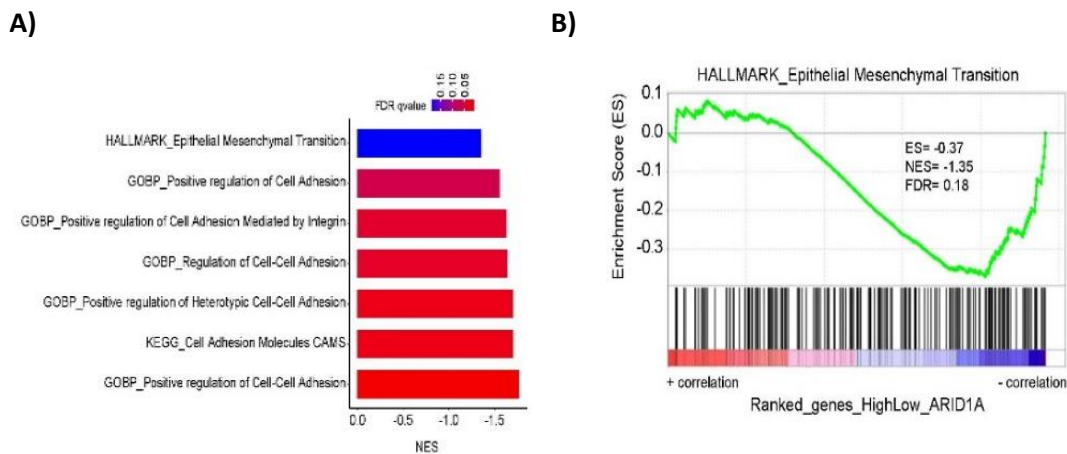 A)
B)
0.15
0.10
0.05
FDR qvalue
HALLMARK_Epithelial Mesenchymal Transition
GOBP_Positive regulation of Cell Adhesion
GOBP_Positive regulation of Cell Adhesion Mediated by Integrin
GOBP_Regulation of Cell-Cell Adhesion
GOBP_Positive regulation of Heterotypic Cell-Cell Adhesion
KEGG_Cell Adhesion Molecules CAMS
GOBP_Positive regulation of Cell-Cell Adhesion
0.0 -0.5 -1.0 -1.5
NES
HALLMARK_Epithelial Mesenchymal Transition
Enrichment Score (ES)
0.1
0.0
-0.1
-0.2
-0.3
ES= -0.37
NES= -1.35
FDR= 0.18
+ correlation - correlation
Ranked_genes_HighLow_ARID1A